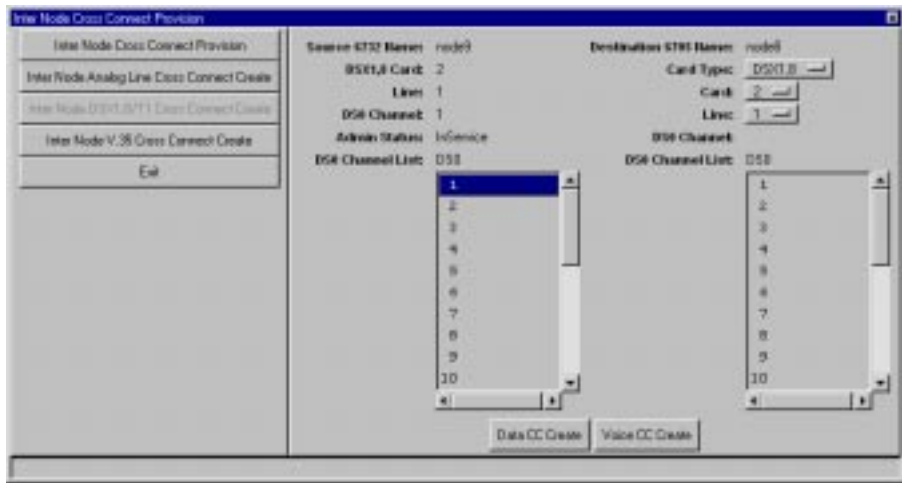 Inter Node Cross Connect Provision
Inter Node Cross Connect Provision
Inter Node Analog Line Cross Connect Create
Inter Node DSX1,8/T1 Cross Connect Create
Inter Node V.35 Cross Connect Create
Exit
Source 6732 Name: node9
DSX1,8 Card: 2
Line: 1
DS0 Channel: 1
Admin Status: InService
DS0 Channel List: DS0
1
2
3
4
5
6
7
8
9
10
Destination Name: node8
Card Type: DSX1,8
Card: 2
Line: 1
DS0 Channel:
DS0 Channel List: DS0
1
2
3
4
5
6
7
8
9
10
Data CC Create
Voice CC Create